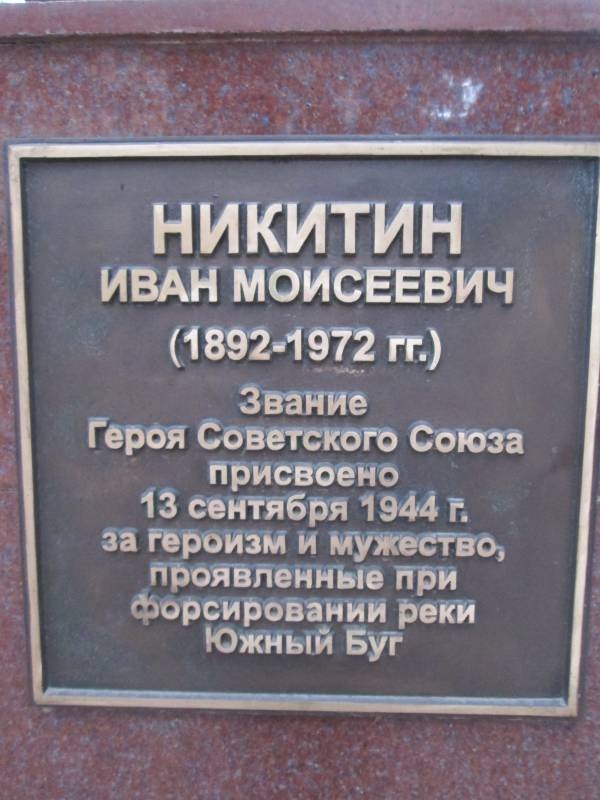 НИКИТИН
ИВАН МОИСЕЕВИЧ
(1892-1972 гг.)
Звание
Героя Советского Союза
присвоено
13 сентября 1944 г.
за героизм и мужество,
проявленные при
форсировании реки
Южный Буг